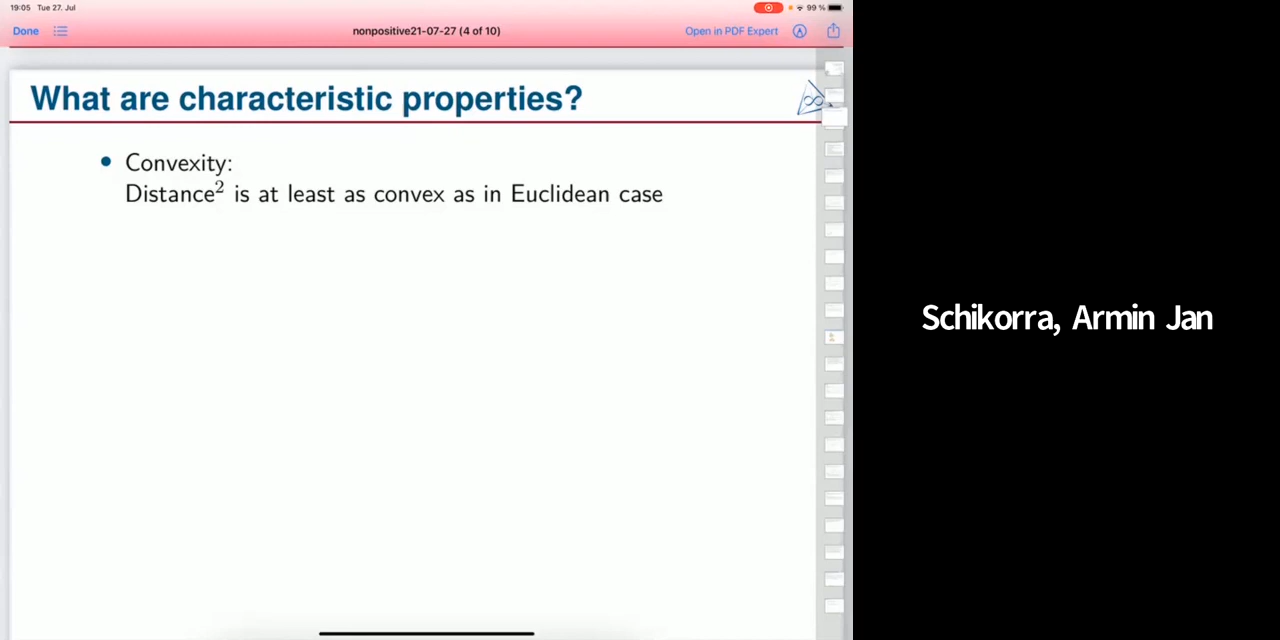 19:05 Tue 27. Jul
99 %
Done
nonpositive21-07-27 (4 of 10)
Open in PDF Expert
What are characteristic properties?
∞
• Convexity:
Distance² is at least as convex as in Euclidean case
Schikorra, Armin Jan